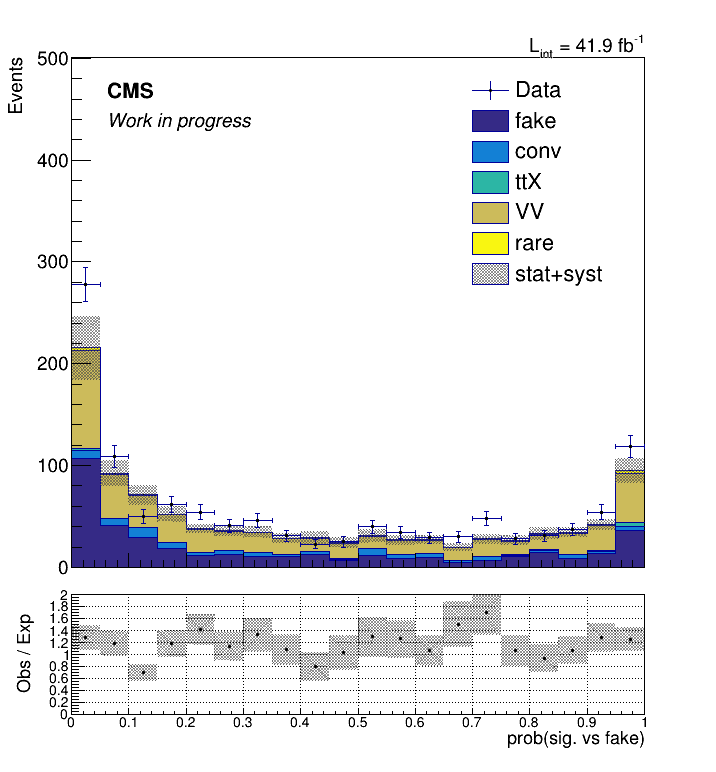 L_int = 41.9 fb^-1
Events
500
400
300
200
100
0
CMS
Work in progress
Data
fake
conv
ttX
VV
rare
stat+syst
Obs / Exp
2
1.8
1.6
1.4
1.2
1
0.8
0.6
0.4
0.2
0
0 0.1 0.2 0.3 0.4 0.5 0.6 0.7 0.8 0.9 1
prob(sig. vs fake)